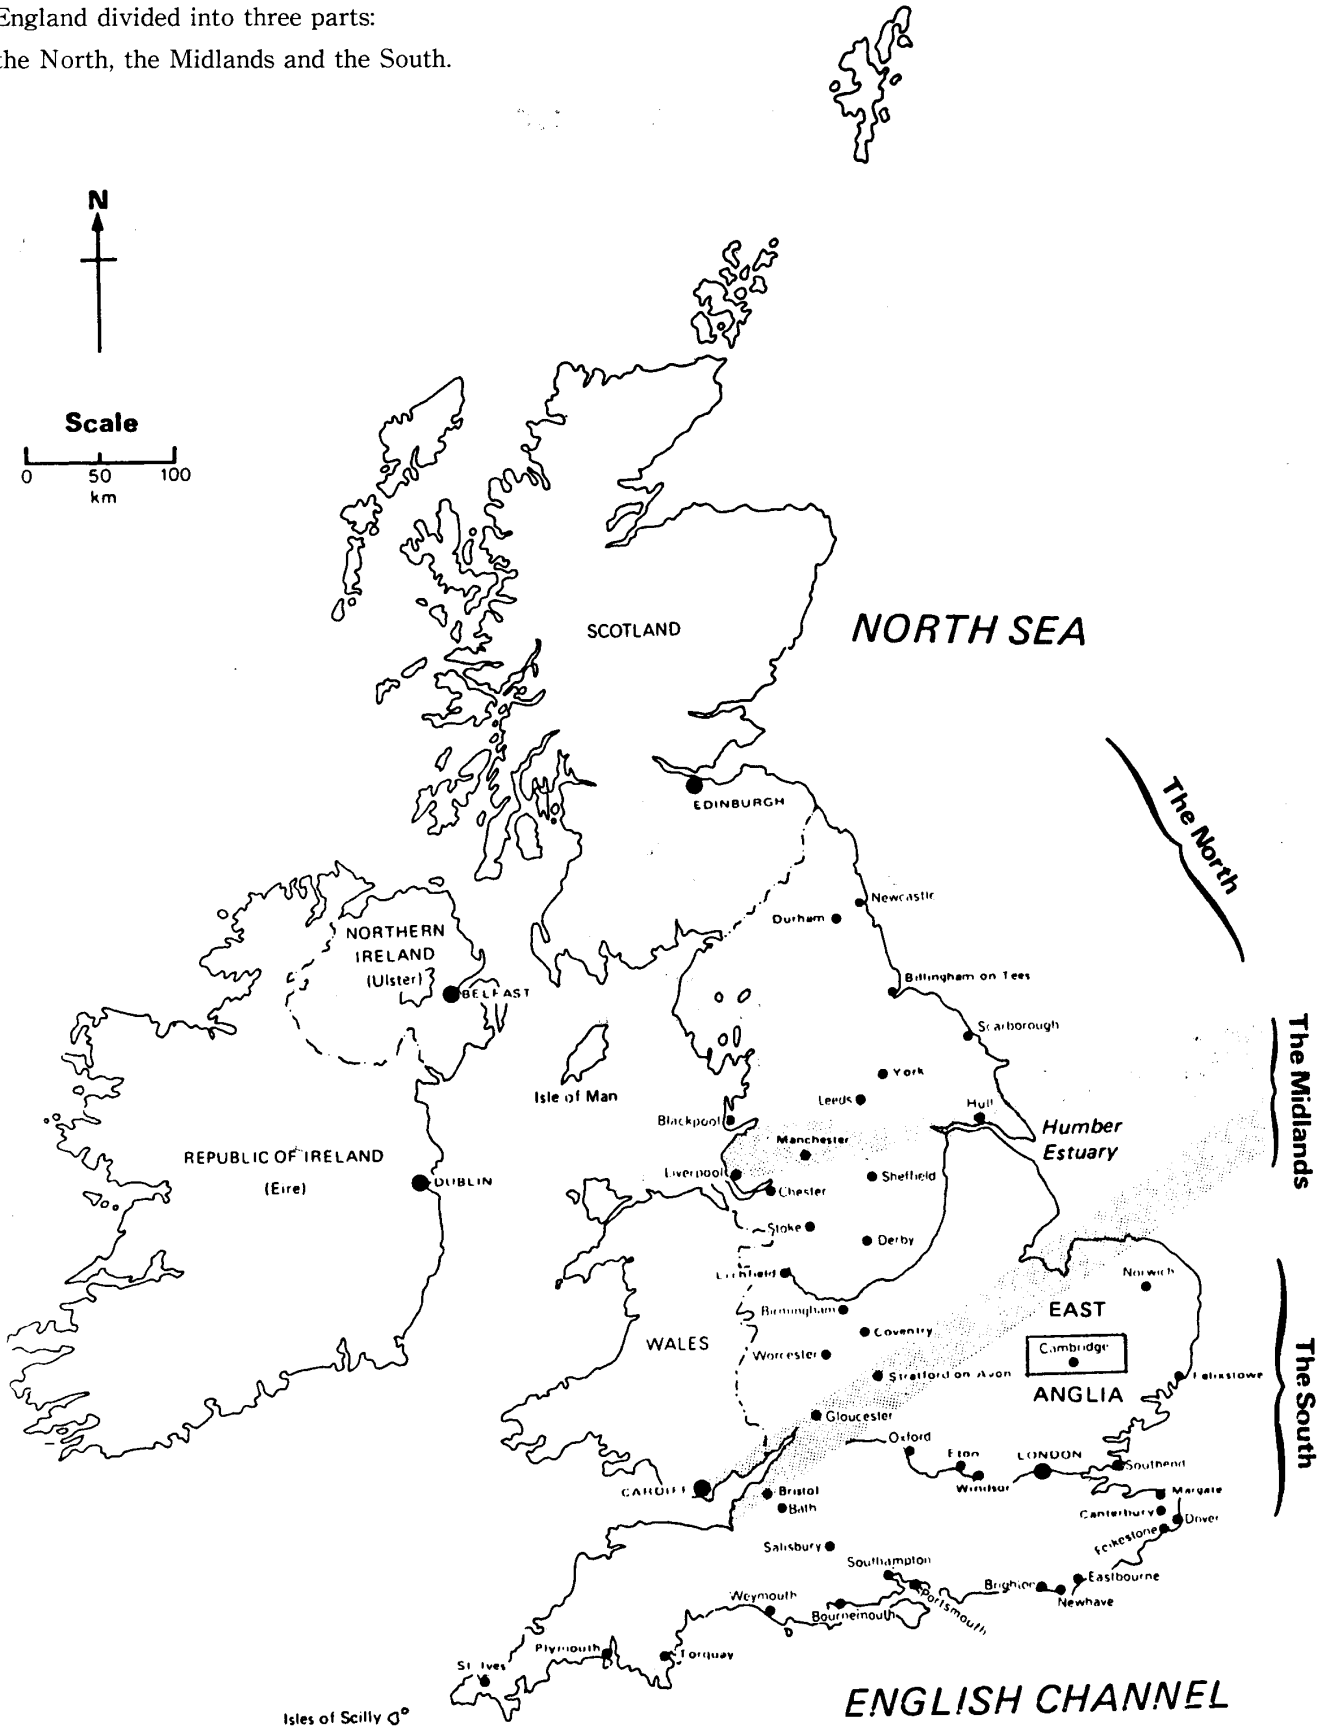 England divided into three parts:
the North, the Midlands and the South.
N
Scale
0 50 100
km
SCOTLAND
NORTH SEA
The North
EDINBURGH
Newcastle
Durham
NORTHERN
IRELAND
(Ulster)
BELFAST
Billingham on Tees
Scarborough
The Midlands
York
Leeds
Isle of Man
Hull
Blackpool
Humber
Estuary
Manchester
REPUBLIC OF IRELAND
(Eire)
DUBLIN
Liverpool
Sheffield
Chester
Stoke
Derby
Lichfield
Norwich
Birmingham
EAST
Coventry
WALES
Worcester
Cambridge
Stratford on Avon
Felixstowe
ANGLIA
The South
Gloucester
Oxford
Eton
LONDON
Southend
Windsor
CARDIFF
Bristol
Margate
Bath
Canterbury
Dover
Folkestone
Salisbury
Southampton
Eastbourne
Brighton
Portsmouth
Newhave
Weymouth
Bournemouth
Plymouth
Torquay
St. Ives
ENGLISH CHANNEL
Isles of Scilly